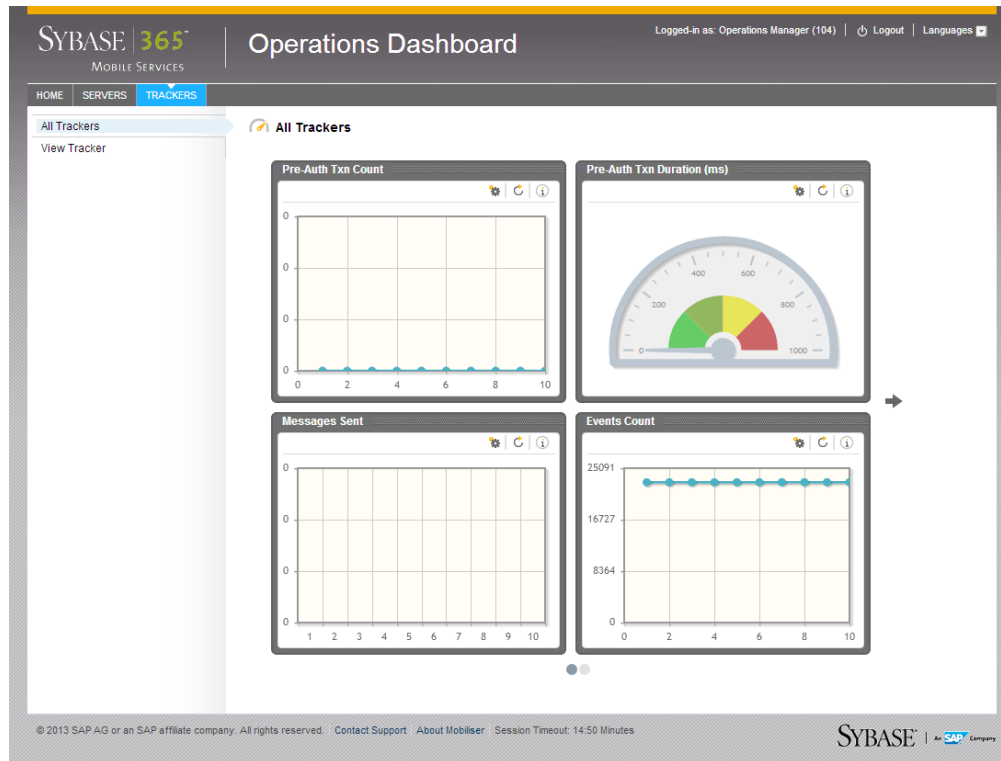 SYBASE 365
MOBILE SERVICES
Operations Dashboard
Logged-in as: Operations Manager (104)
Logout
Languages
HOME
SERVERS
TRACKERS
All Trackers
View Tracker
All Trackers
Pre-Auth Txn Count
0
0
0
0
0 2 4 6 8 10
Pre-Auth Txn Duration (ms)
0 200 400 600 800 1000
Messages Sent
0
0
0
0
1 2 3 4 5 6 7 8 9 10
Events Count
25091
16727
8364
0
0 2 4 6 8 10
© 2013 SAP AG or an SAP affiliate company. All rights reserved. Contact Support About Mobiliser Session Timeout: 14:50 Minutes
SYBASE An SAP Company